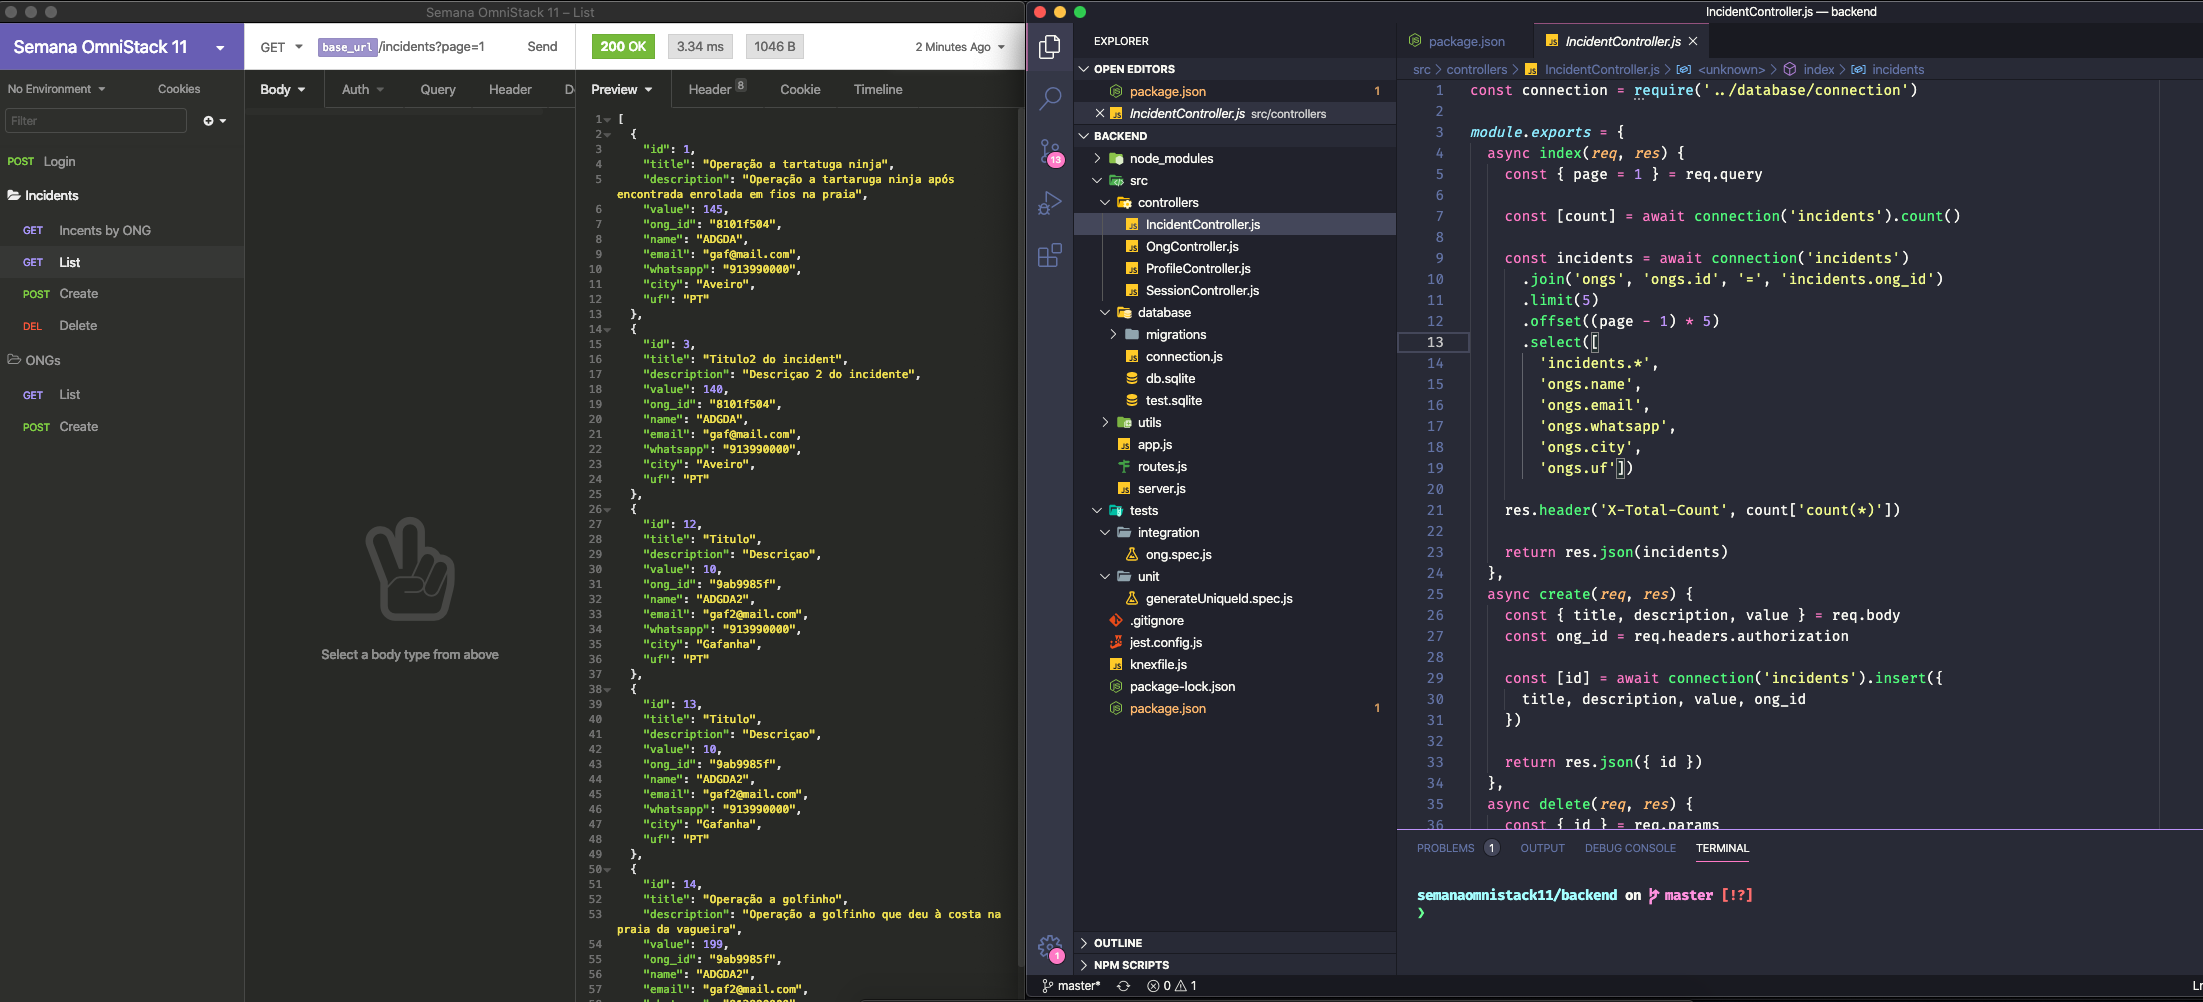 Semana OmniStack 11 – List
Semana OmniStack 11
GET base_url/incidents?page=1 Send
200 OK 3.34 ms 1046 B 2 Minutes Ago
No Environment Cookies
Body Auth Query Header D
Preview Header 8 Cookie Timeline
Filter
POST Login
Incidents
GET Incents by ONG
GET List
POST Create
DEL Delete
ONGs
GET List
POST Create
Select a body type from above
1 [
2 {
3 "id": 1,
4 "title": "Operação a tartatuga ninja",
5 "description": "Operação a tartaruga ninja após
encontrada enrolada em fios na praia",
6 "value": 145,
7 "ong_id": "8101f504",
8 "name": "ADGDA",
9 "email": "gaf@mail.com",
10 "whatsapp": "913990000",
11 "city": "Aveiro",
12 "uf": "PT"
13 },
14 {
15 "id": 3,
16 "title": "Titulo2 do incident",
17 "description": "Descriçao 2 do incidente",
18 "value": 140,
19 "ong_id": "8101f504",
20 "name": "ADGDA",
21 "email": "gaf@mail.com",
22 "whatsapp": "913990000",
23 "city": "Aveiro",
24 "uf": "PT"
25 },
26 {
27 "id": 12,
28 "title": "Titulo",
29 "description": "Descriçao",
30 "value": 10,
31 "ong_id": "9ab9985f",
32 "name": "ADGDA2",
33 "email": "gaf2@mail.com",
34 "whatsapp": "913990000",
35 "city": "Gafanha",
36 "uf": "PT"
37 },
38 {
39 "id": 13,
40 "title": "Titulo",
41 "description": "Descriçao",
42 "value": 10,
43 "ong_id": "9ab9985f",
44 "name": "ADGDA2",
45 "email": "gaf2@mail.com",
46 "whatsapp": "913990000",
47 "city": "Gafanha",
48 "uf": "PT"
49 },
50 {
51 "id": 14,
52 "title": "Operação a golfinho",
53 "description": "Operação a golfinho que deu à costa na
praia da vagueira",
54 "value": 199,
55 "ong_id": "9ab9985f",
56 "name": "ADGDA2",
57 "email": "gaf2@mail.com",
IncidentController.js — backend
EXPLORER
OPEN EDITORS
package.json 1
IncidentController.js src/controllers
BACKEND
node_modules
src
controllers
IncidentController.js
OngController.js
ProfileController.js
SessionController.js
database
migrations
connection.js
db.sqlite
test.sqlite
utils
app.js
routes.js
server.js
tests
integration
ong.spec.js
unit
generateUniqueId.spec.js
.gitignore
jest.config.js
knexfile.js
package-lock.json
package.json 1
OUTLINE
NPM SCRIPTS
13
1
package.json IncidentController.js
src > controllers > IncidentController.js > <unknown> > index > incidents
1 const connection = require('../database/connection')
2
3 module.exports = {
4 async index(req, res) {
5 const { page = 1 } = req.query
6
7 const [count] = await connection('incidents').count()
8
9 const incidents = await connection('incidents')
10 .join('ongs', 'ongs.id', '=', 'incidents.ong_id')
11 .limit(5)
12 .offset((page - 1) * 5)
13 .select([
14 'incidents.*',
15 'ongs.name',
16 'ongs.email',
17 'ongs.whatsapp',
18 'ongs.city',
19 'ongs.uf'])
20
21 res.header('X-Total-Count', count['count(*)'])
22
23 return res.json(incidents)
24 },
25 async create(req, res) {
26 const { title, description, value } = req.body
27 const ong_id = req.headers.authorization
28
29 const [id] = await connection('incidents').insert({
30 title, description, value, ong_id
31 })
32
33 return res.json({ id })
34 },
35 async delete(req, res) {
36 const { id } = req.params
PROBLEMS 1 OUTPUT DEBUG CONSOLE TERMINAL
semanaomnistack11/backend on master [!?]
❯
master* 0 1 Ln